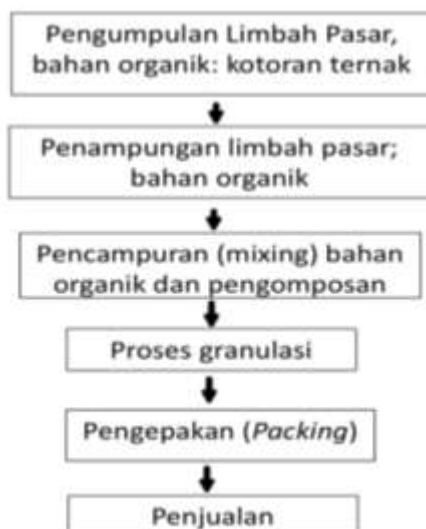 Pengumpulan Limbah Pasar,
bahan organik: kotoran ternak
Penampungan limbah pasar;
bahan organik
Pencampuran (mixing) bahan
organik dan pengomposan
Proses granulasi
Pengepakan (Packing)
Penjualan